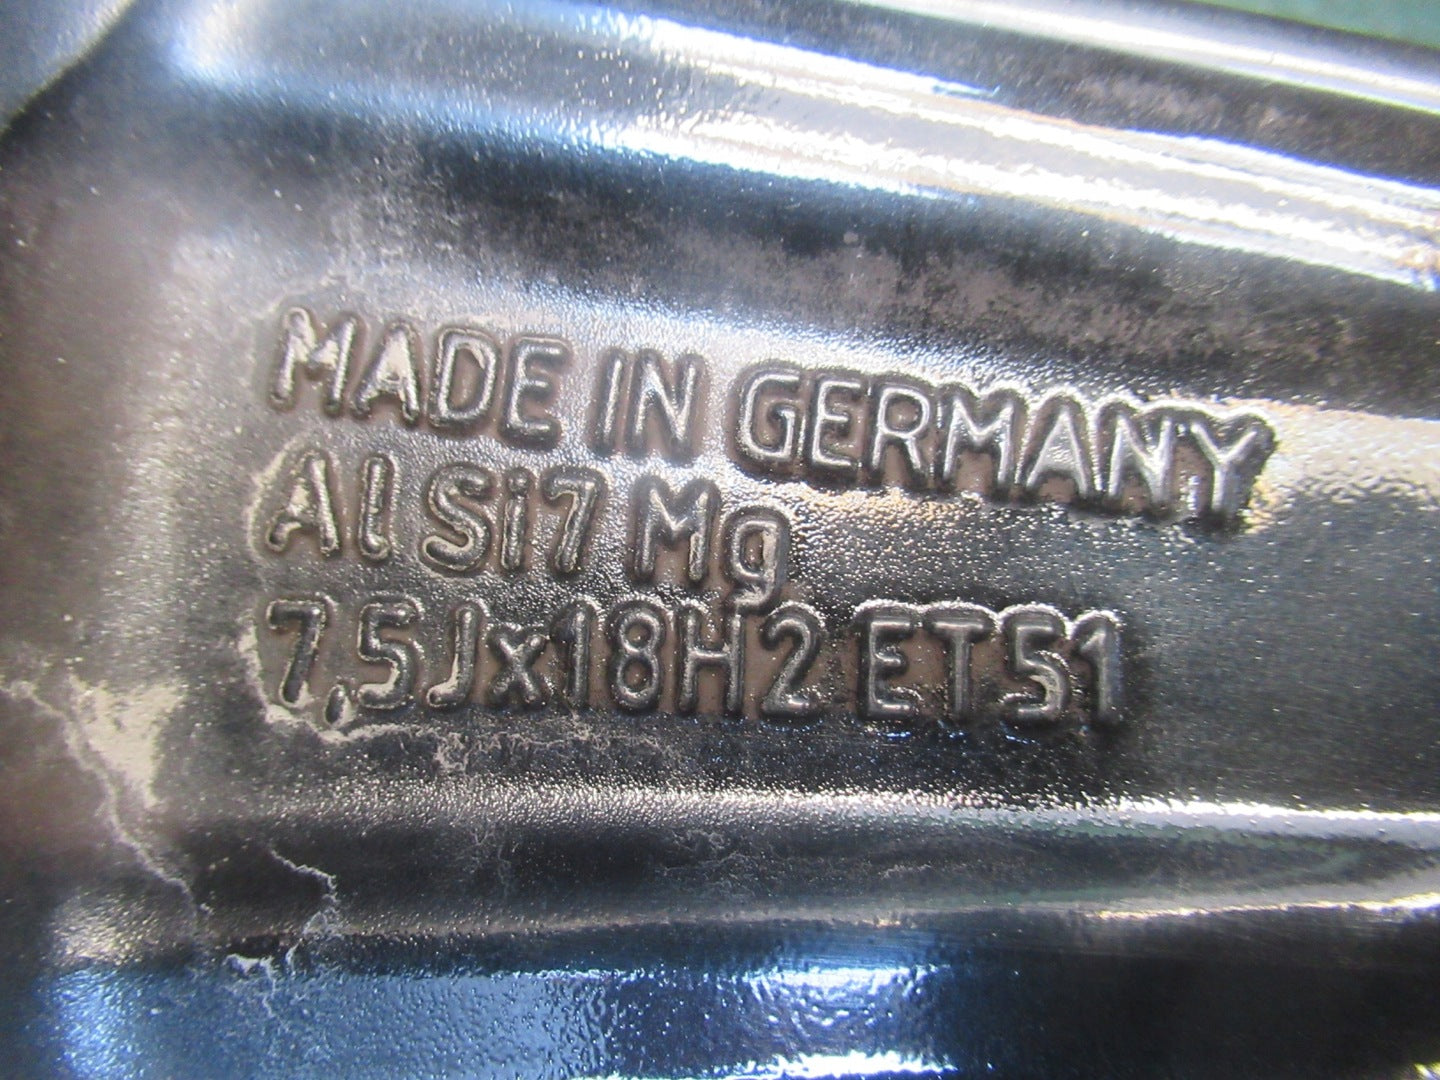 MADE IN GERMANY
Al Si7 Mg
7,5Jx18H2 ET51